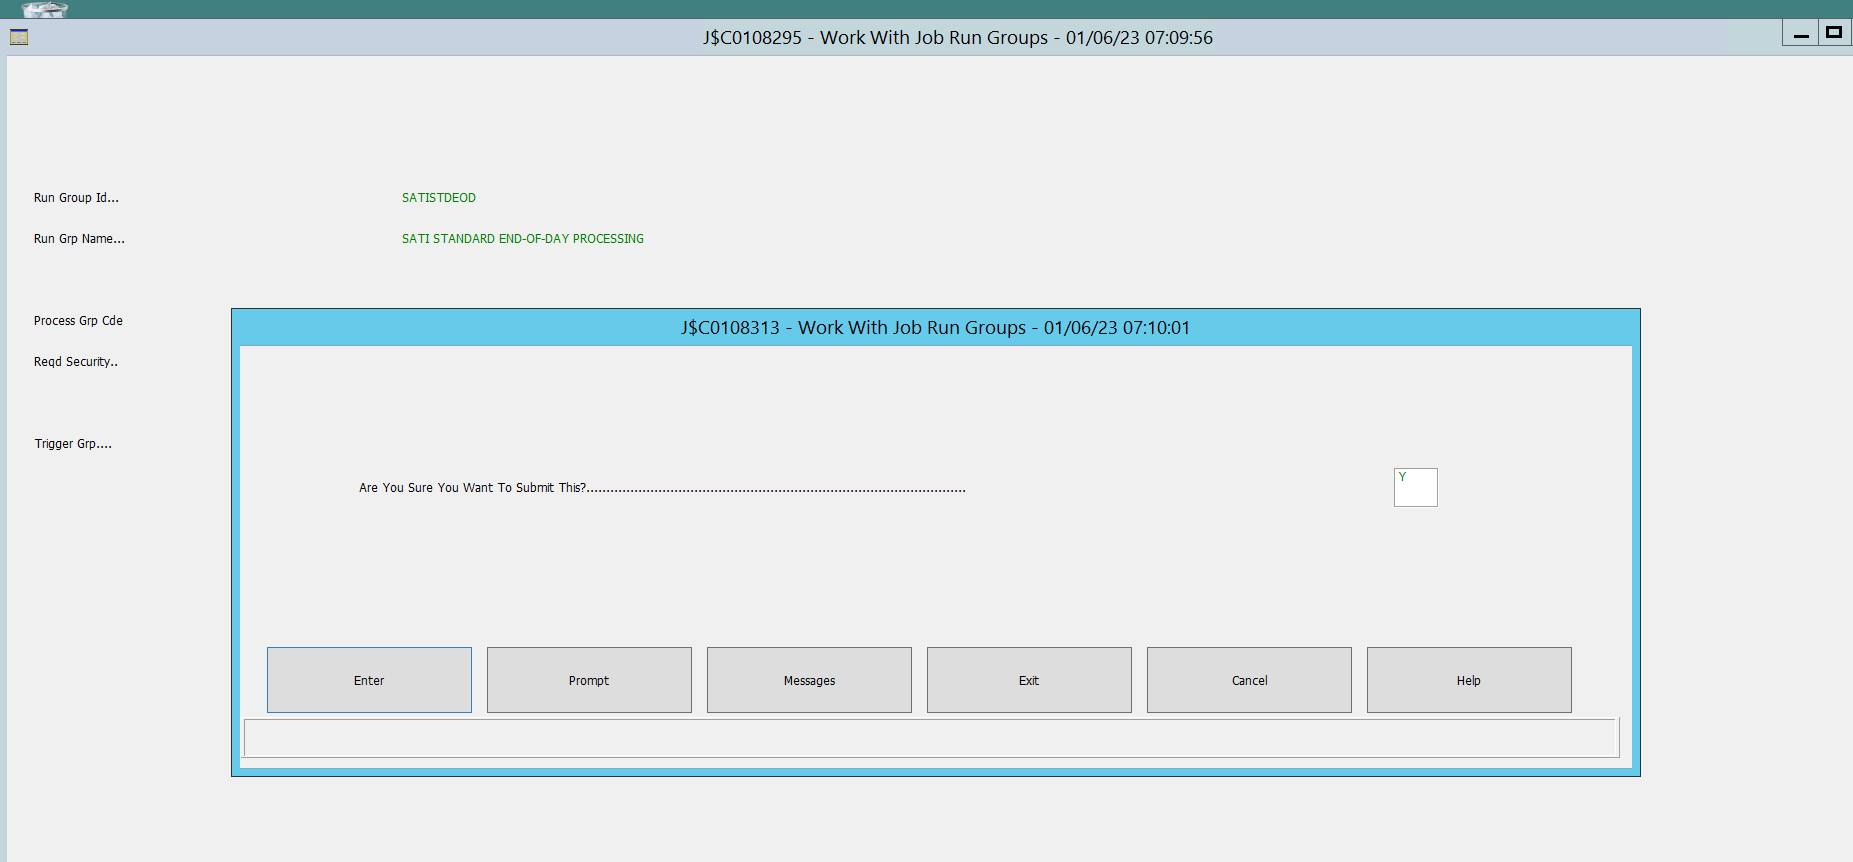 J$C0108295 - Work With Job Run Groups - 01/06/23 07:09:56
Run Group Id... SATISTDEOD
Run Grp Name... SATI STANDARD END-OF-DAY PROCESSING
Process Grp Cde
Reqd Security..
Trigger Grp....
J$C0108313 - Work With Job Run Groups - 01/06/23 07:10:01
Are You Sure You Want To Submit This?............................................................................................... Y
Enter Prompt Messages Exit Cancel Help